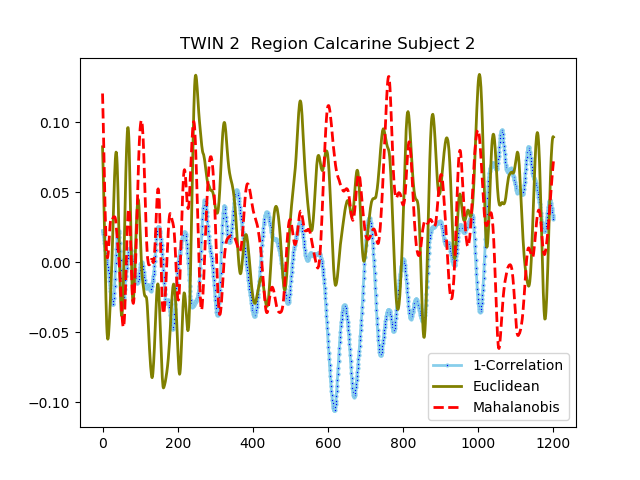 TWIN 2  Region Calcarine Subject 2
0.10
0.05
0.00
−0.05
−0.10
0 200 400 600 800 1000 1200
1-Correlation
Euclidean
Mahalanobis